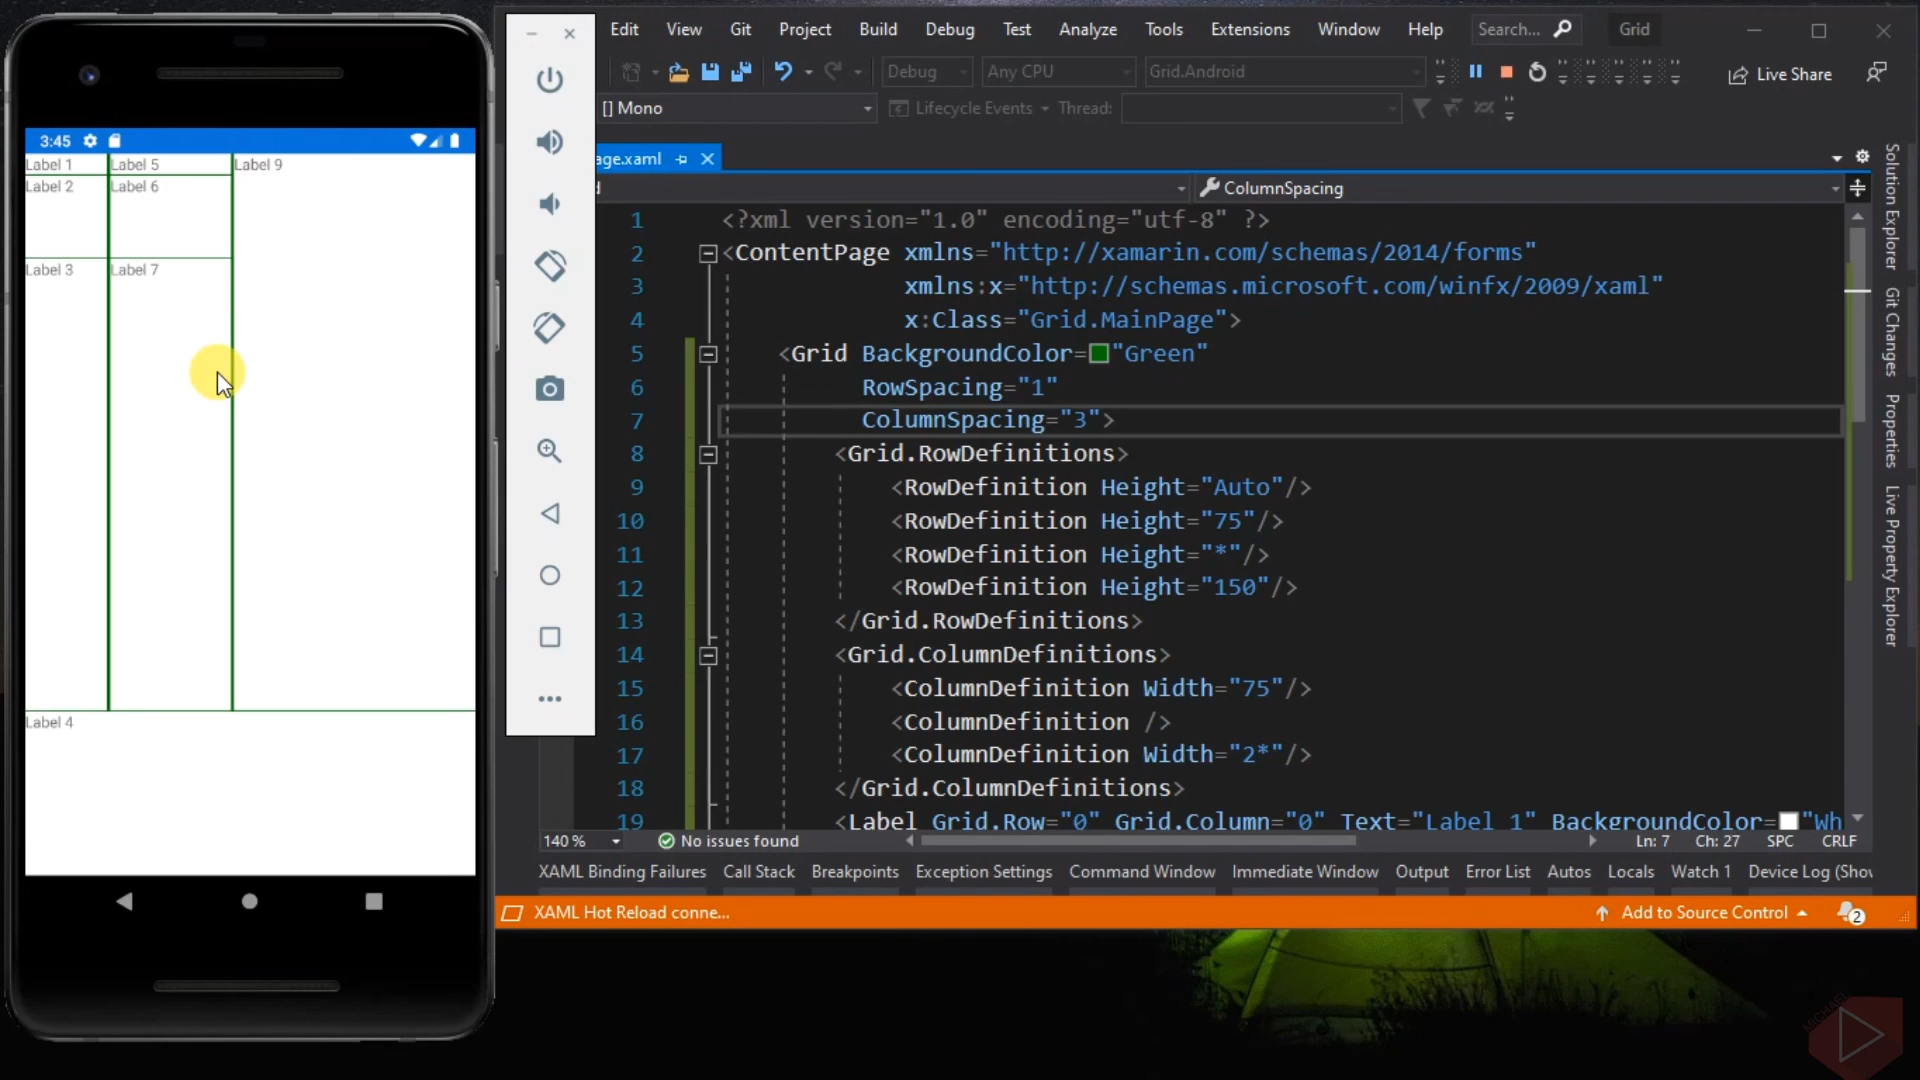 3:45
Label 1 Label 5 Label 9
Label 2 Label 6
Label 3 Label 7
Label 4
Edit View Git Project Build Debug Test Analyze Tools Extensions Window Help Search... Grid
Debug Any CPU Grid.Android Live Share
[] Mono Lifecycle Events Thread:
age.xaml
d ColumnSpacing
1 <?xml version="1.0" encoding="utf-8" ?>
2 <ContentPage xmlns="http://xamarin.com/schemas/2014/forms"
3 xmlns:x="http://schemas.microsoft.com/winfx/2009/xaml"
4 x:Class="Grid.MainPage">
5 <Grid BackgroundColor="Green"
6 RowSpacing="1"
7 ColumnSpacing="3">
8 <Grid.RowDefinitions>
9 <RowDefinition Height="Auto"/>
10 <RowDefinition Height="75"/>
11 <RowDefinition Height="*"/>
12 <RowDefinition Height="150"/>
13 </Grid.RowDefinitions>
14 <Grid.ColumnDefinitions>
15 <ColumnDefinition Width="75"/>
16 <ColumnDefinition />
17 <ColumnDefinition Width="2*"/>
18 </Grid.ColumnDefinitions>
19 <Label Grid.Row="0" Grid.Column="0" Text="Label 1" BackgroundColor="Wh
140 % No issues found Ln: 7 Ch: 27 SPC CRLF
XAML Binding Failures Call Stack Breakpoints Exception Settings Command Window Immediate Window Output Error List Autos Locals Watch 1 Device Log (Show
XAML Hot Reload conne... Add to Source Control 2
Solution Explorer
Git Changes
Properties
Live Property Explorer
MICHAEL